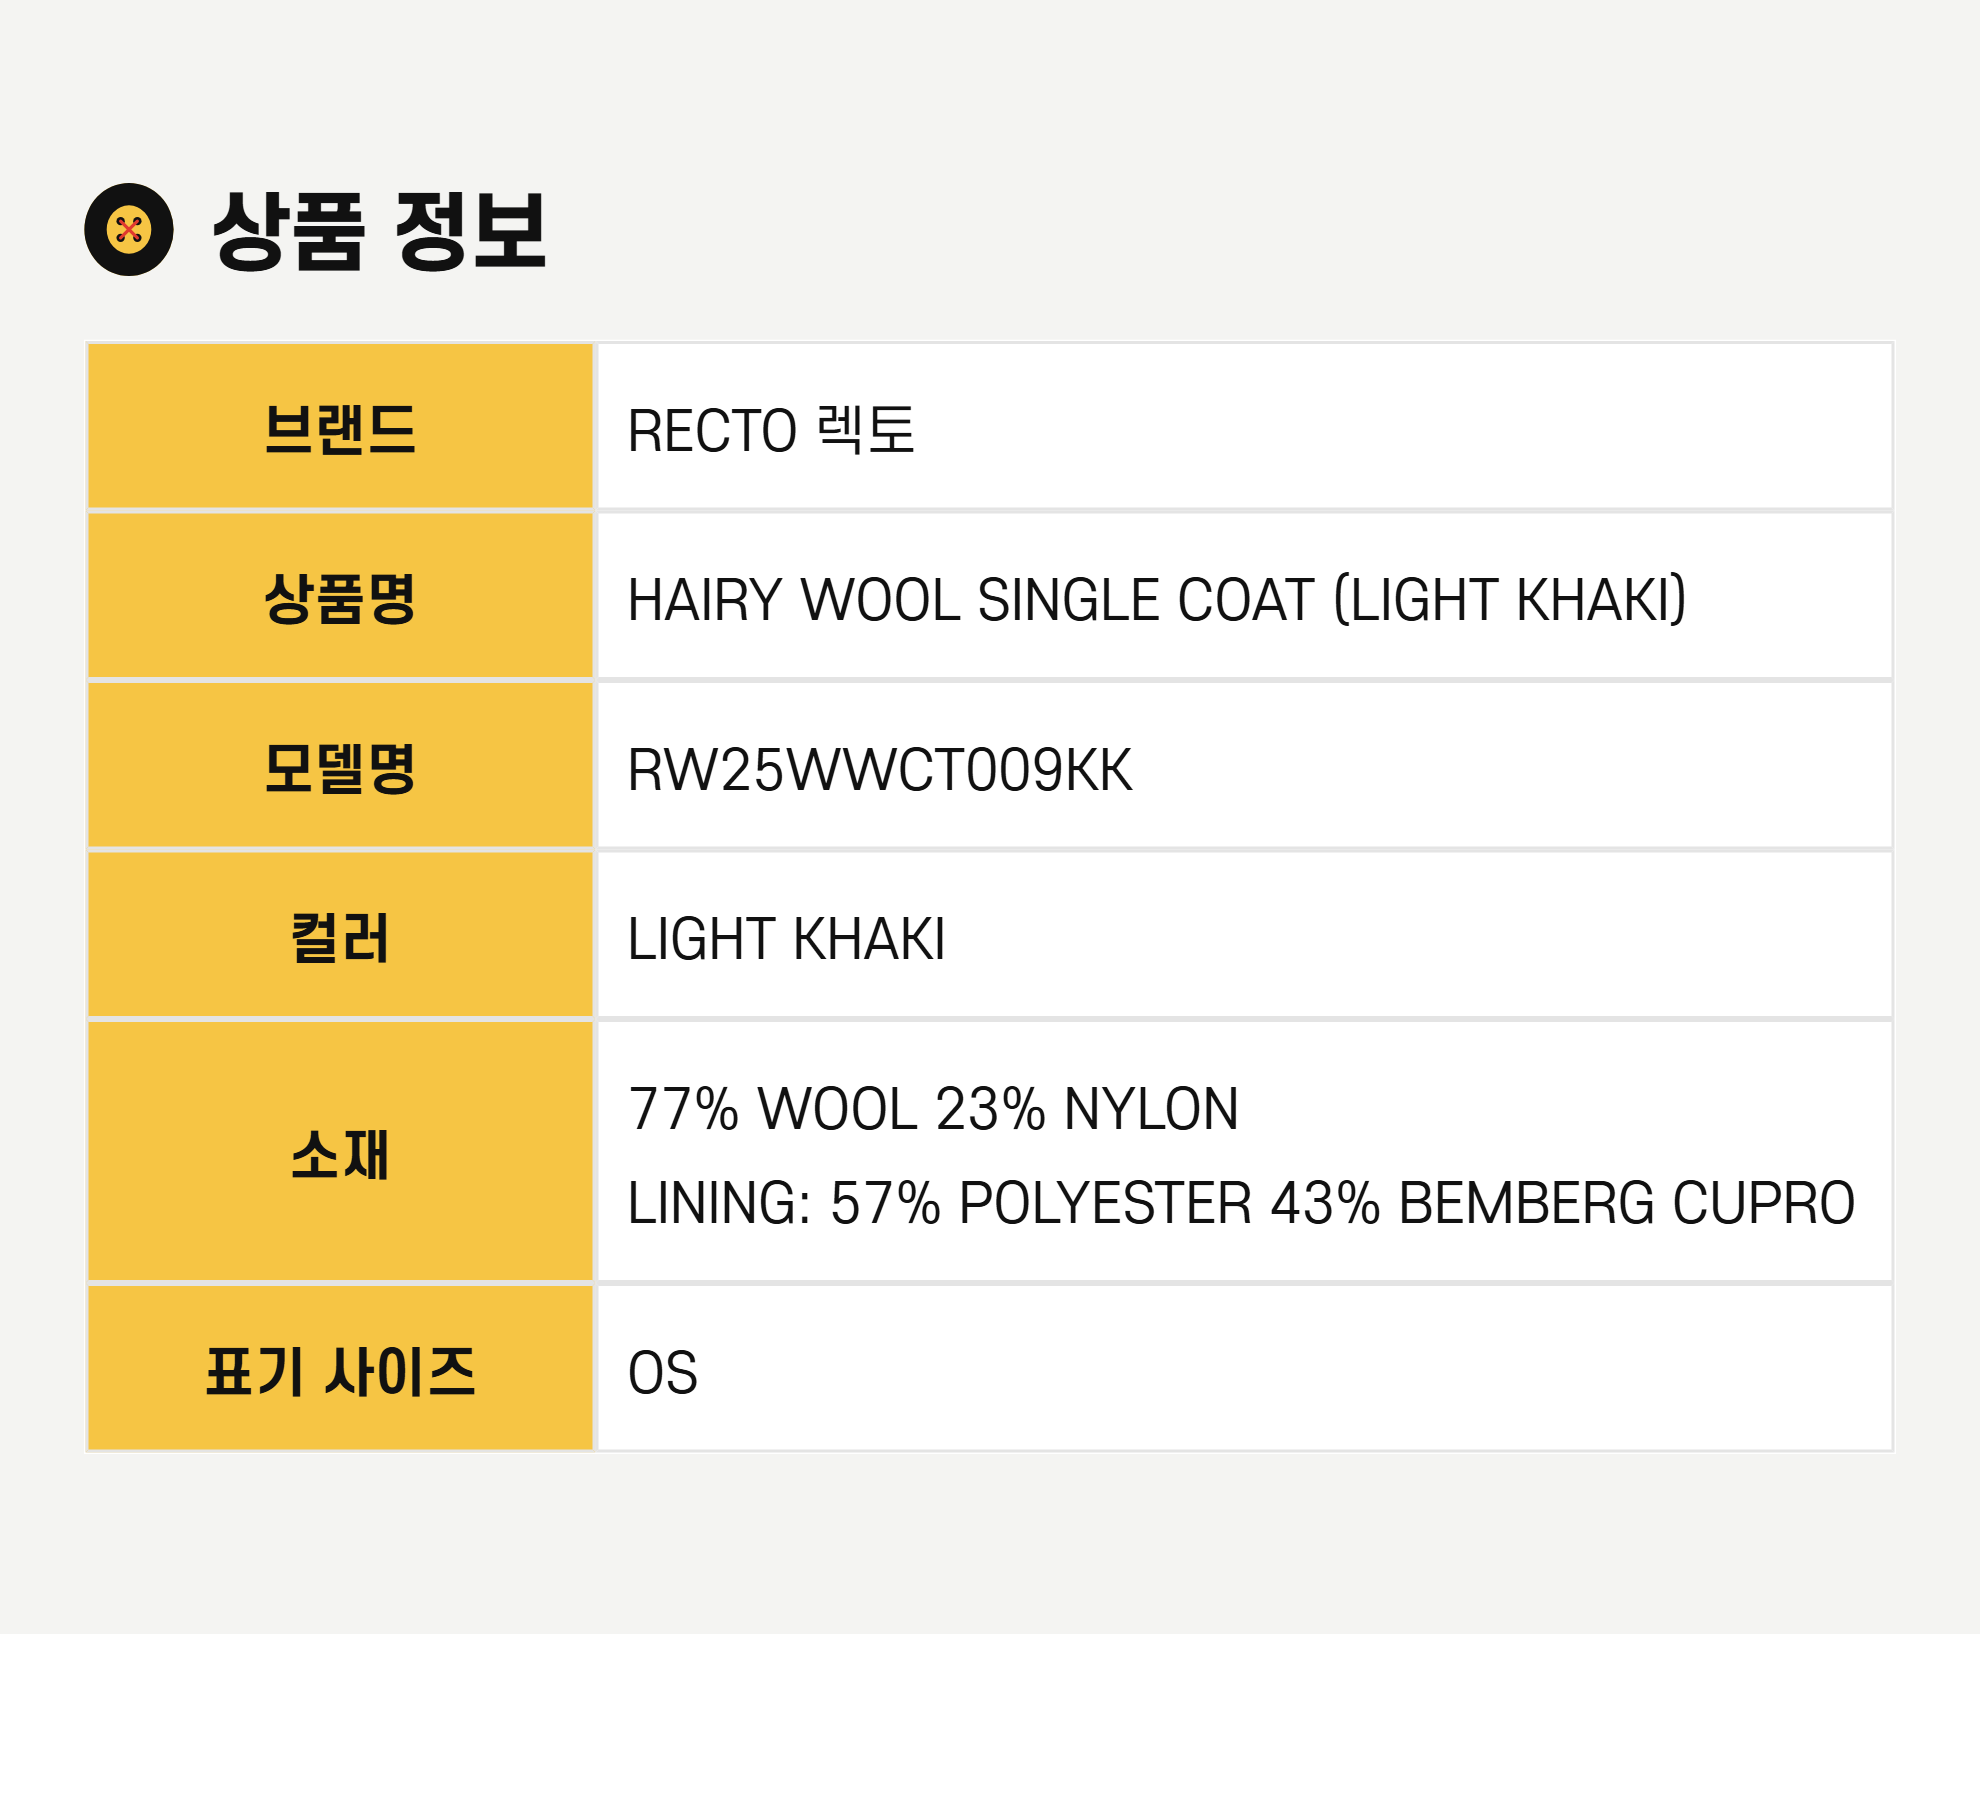 상품 정보
브랜드 RECTO 렉토
상품명 HAIRY WOOL SINGLE COAT (LIGHT KHAKI)
모델명 RW25WWCT009KK
컬러 LIGHT KHAKI
소재 77% WOOL 23% NYLON
LINING: 57% POLYESTER 43% BEMBERG CUPRO
표기 사이즈 OS